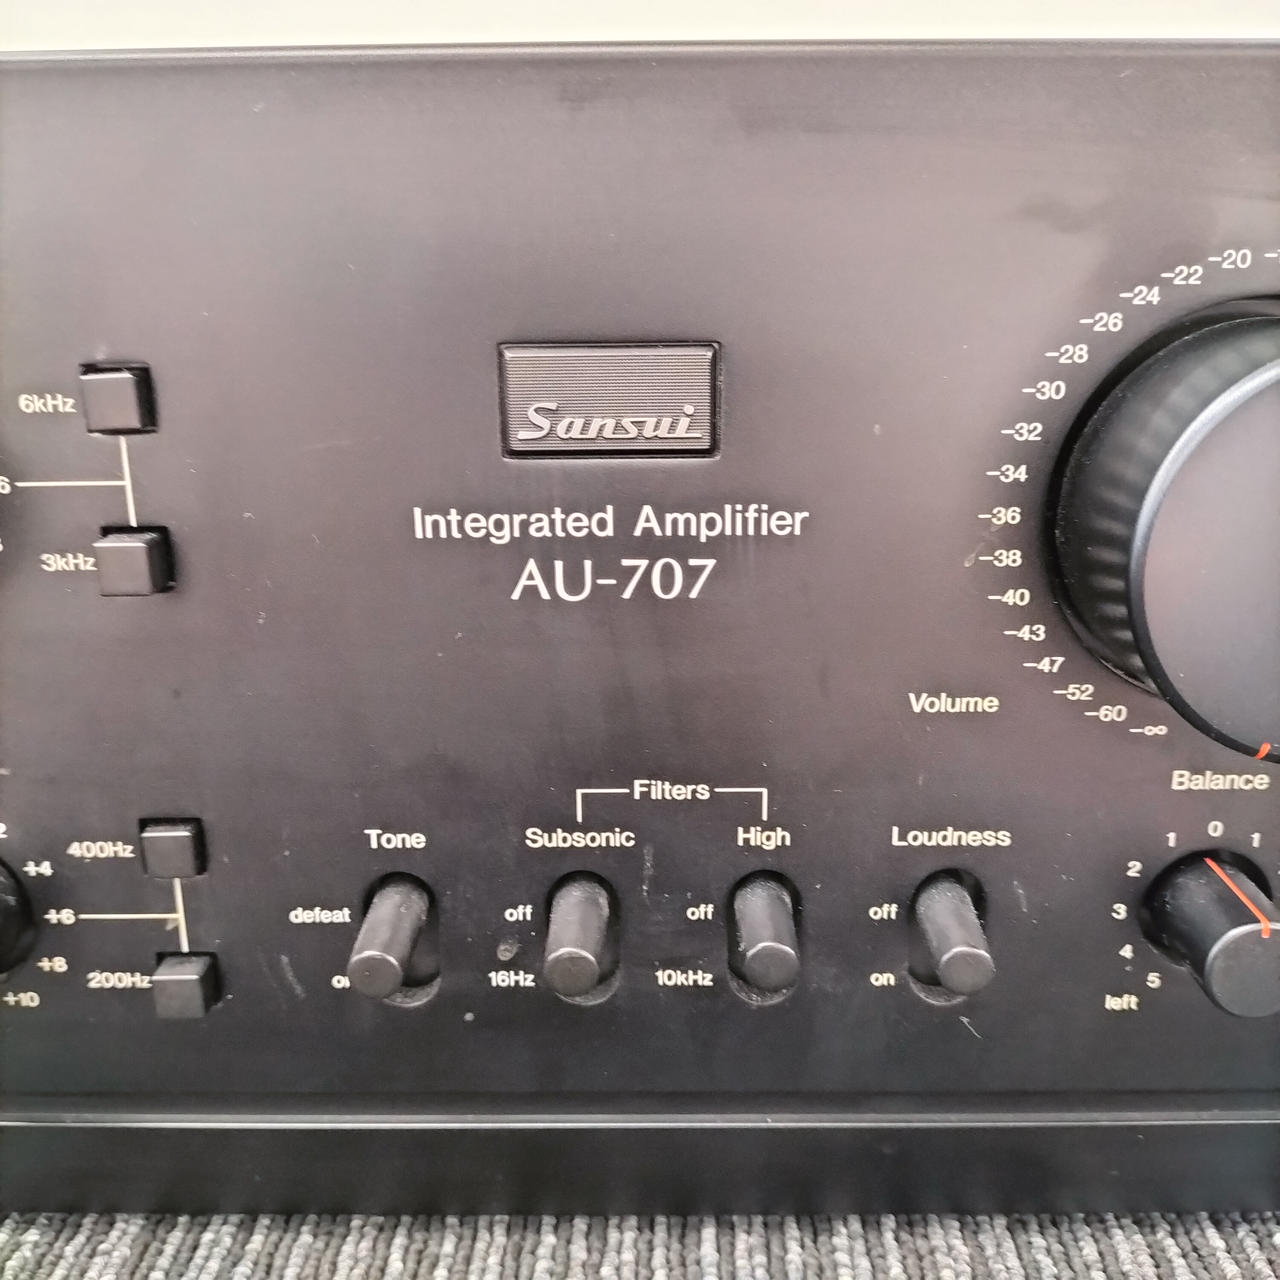 Sansui
Integrated Amplifier
AU-707
6kHz
3kHz
-20
-22
-24
-26
-28
-30
-32
-34
-36
-38
-40
-43
-47
-52
-60
-∞
Volume
Balance
Filters
Tone
Subsonic
High
Loudness
defeat
off
16Hz
off
10kHz
off
on
400Hz
200Hz
+4
+6
+8
+10
1 0 1
2
3
4
5
left